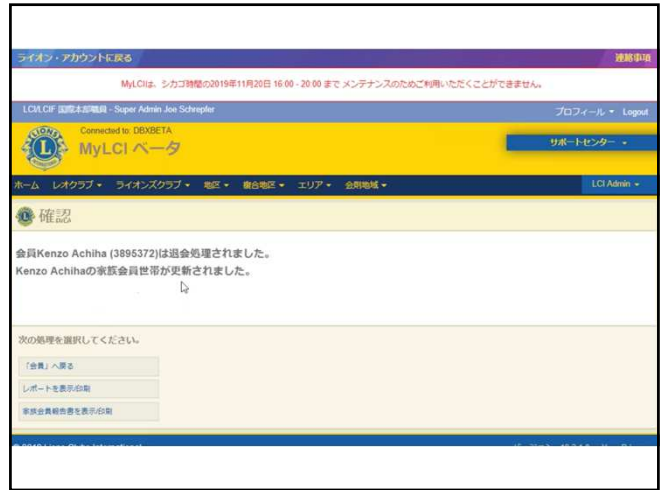 ライオン・アカウントに戻る
連絡事項
MyLCIは、シカゴ時間の2019年11月20日 16:00 - 20:00 まで メンテナンスのためご利用いただくことができません。
LCI/LCIF 国際本部職員 - Super Admin Joe Schrepfer
プロフィール Logout
LIONS
Connected to: DBXBETA
MyLCI ベータ
サポートセンター
ホーム レオクラブ ライオンズクラブ 地区 複合地区 エリア 会則地域
LCI Admin
確認
会員Kenzo Achiha (3895372)は退会処理されました。
Kenzo Achihaの家族会員世帯が更新されました。
次の処理を選択してください。
「会員」へ戻る
レポートを表示/印刷
家族会員報告書を表示/印刷